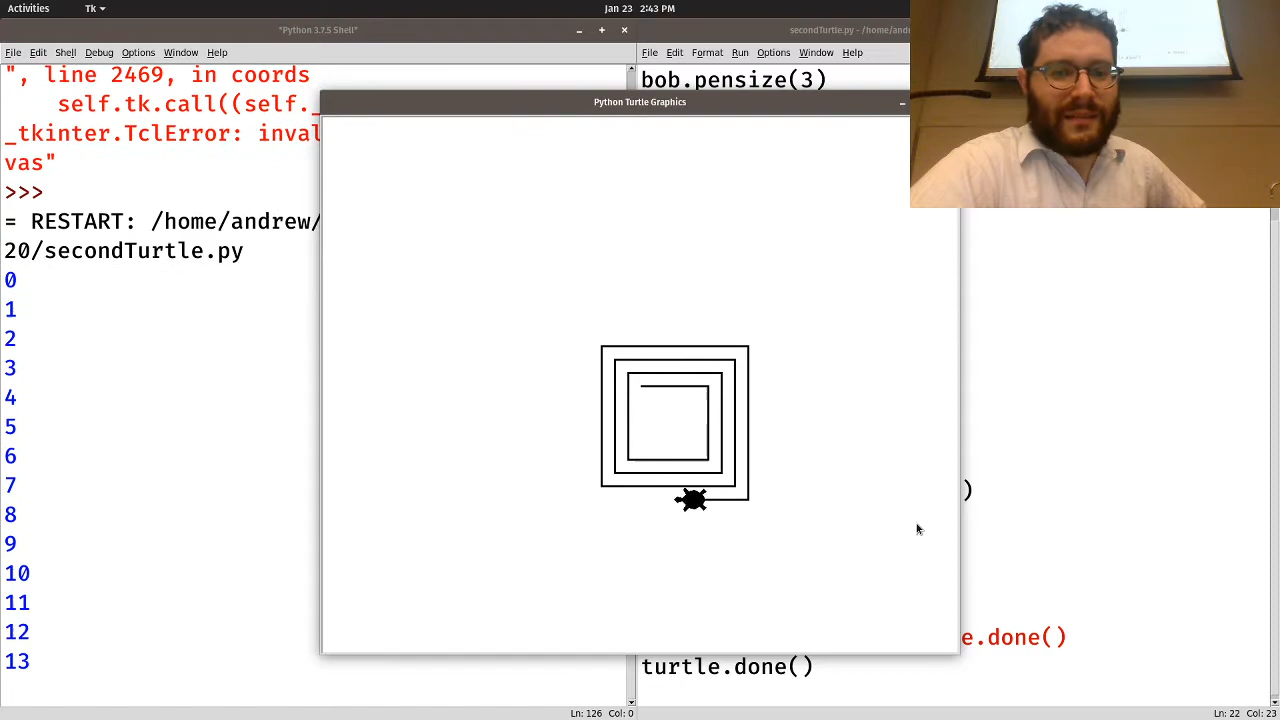 Activities Tk Jan 23 2:43 PM
*Python 3.7.5 Shell*
File Edit Shell Debug Options Window Help
", line 2469, in coords
self.tk.call((self._
_tkinter.TclError: inval
vas"
>>>
= RESTART: /home/andrew/
20/secondTurtle.py
0
1
2
3
4
5
6
7
8
9
10
11
12
13
Ln: 126 Col: 0
Python Turtle Graphics
secondTurtle.py - /home/and
File Edit Format Run Options Window Help
bob.pensize(3)
)
e.done()
turtle.done()
Ln: 22 Col: 23